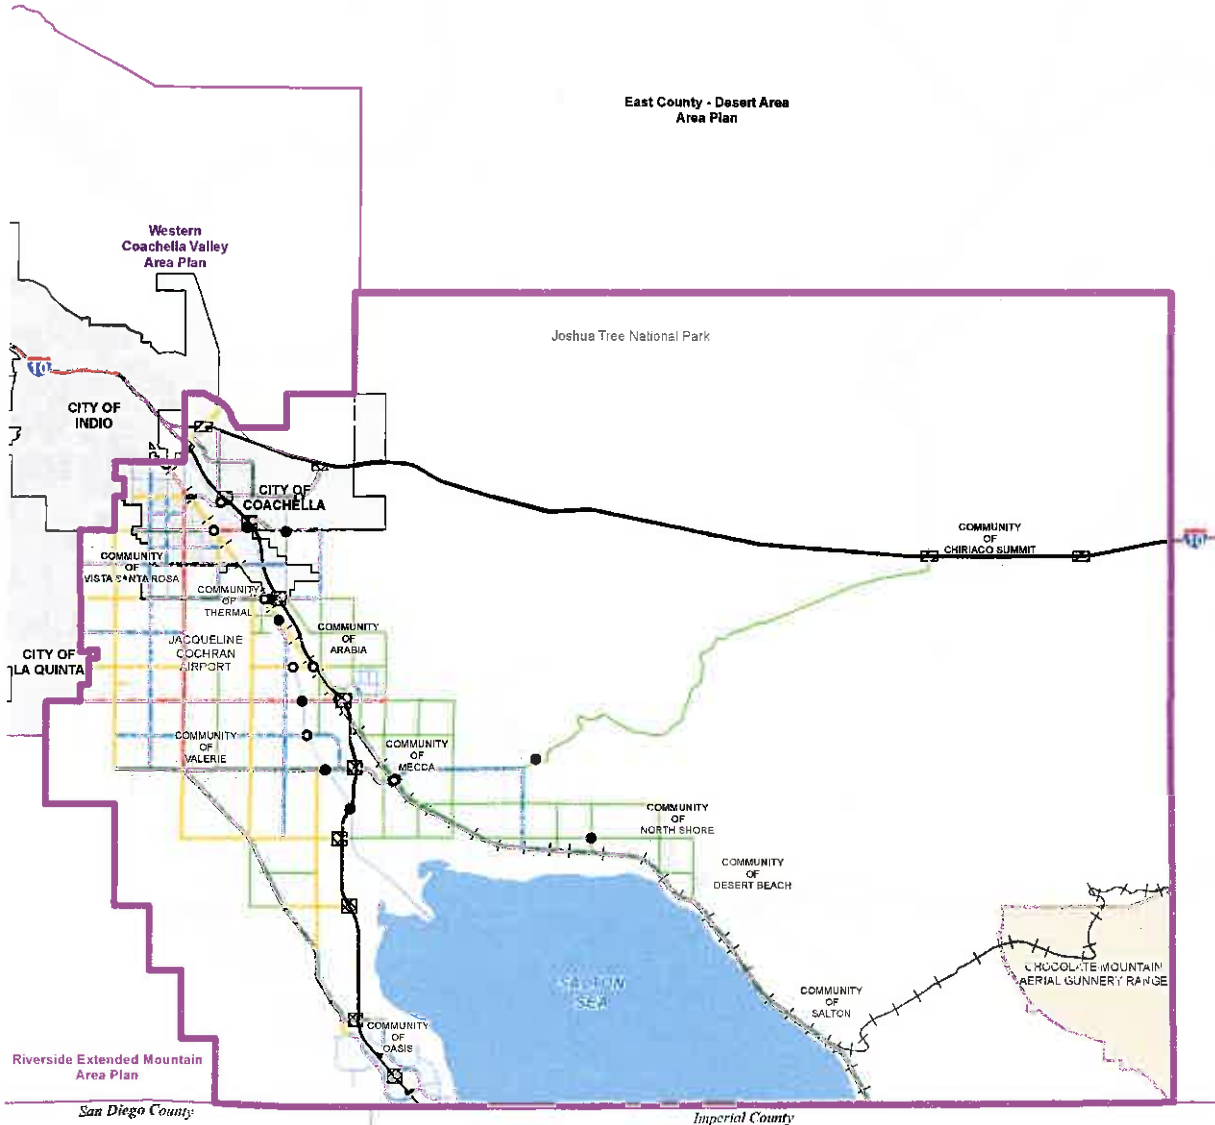 East County - Desert Area
Area Plan
Western
Coachella Valley
Area Plan
Joshua Tree National Park
10
CITY OF
INDIO
CITY OF
COACHELLA
COMMUNITY
OF
CHIRIACO SUMMIT
10
COMMUNITY
OF
VISTA SANTA ROSA
COMMUNITY
OF
THERMAL
COMMUNITY
OF
ARABIA
JACQUELINE
COCHRAN
AIRPORT
CITY OF
LA QUINTA
COMMUNITY
OF
VALERIE
COMMUNITY
OF
MECCA
COMMUNITY
OF
NORTH SHORE
COMMUNITY
OF
DESERT BEACH
SALTON
SEA
CHOCOLATE MOUNTAIN
AERIAL GUNNERY RANGE
COMMUNITY
OF
SALTON
COMMUNITY
OF
OASIS
Riverside Extended Mountain
Area Plan
San Diego County
Imperial County